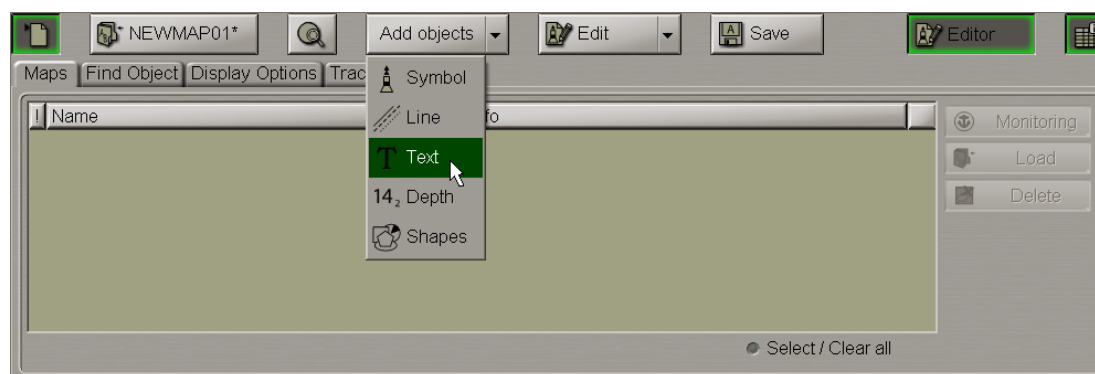 NEWMAP01* Add objects Edit Save Editor
Maps Find Object Display Options Trac
Symbol
! Name fo
Line
Monitoring
Text
Load
14₂ Depth
Delete
Shapes
Select / Clear all